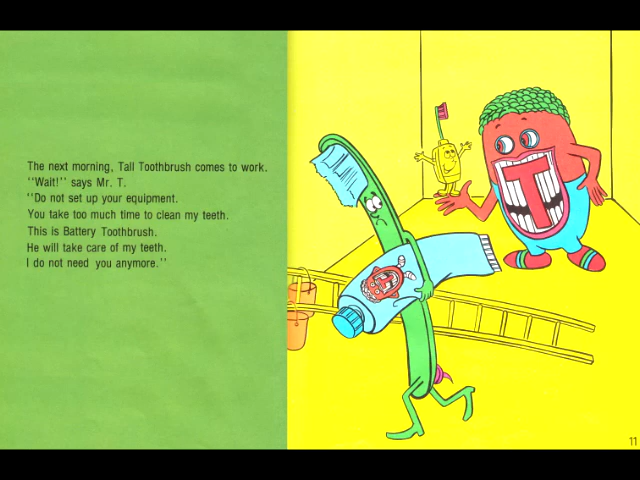 The next morning, Tall Toothbrush comes to work.
''Wait!'' says Mr. T.
''Do not set up your equipment.
You take too much time to clean my teeth.
This is Battery Toothbrush.
He will take care of my teeth.
I do not need you anymore.''
T
T
11